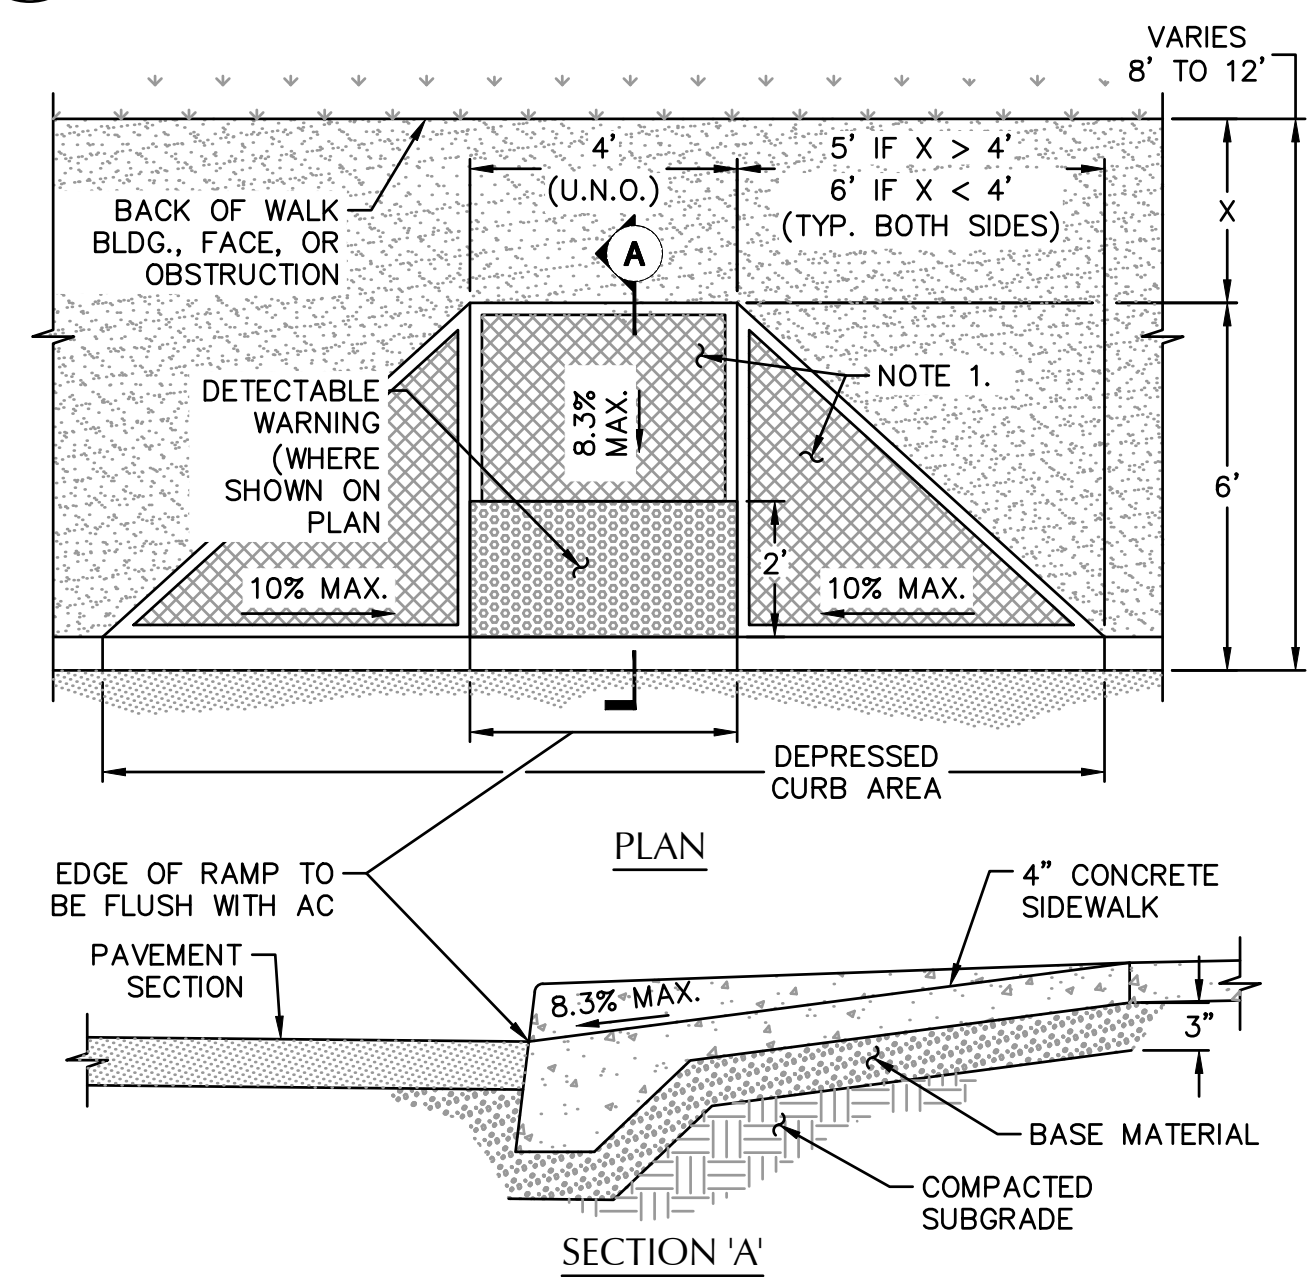 VARIES
8' TO 12'
4'
(U.N.O.)
5' IF X > 4'
6' IF X < 4'
(TYP. BOTH SIDES)
X
BACK OF WALK
BLDG., FACE, OR
OBSTRUCTION
A
DETECTABLE
WARNING
(WHERE
SHOWN ON
PLAN
8.3%
MAX.
NOTE 1.
6'
2'
10% MAX.
10% MAX.
DEPRESSED
CURB AREA
PLAN
EDGE OF RAMP TO
BE FLUSH WITH AC
4" CONCRETE
SIDEWALK
PAVEMENT
SECTION
8.3% MAX.
3"
BASE MATERIAL
COMPACTED
SUBGRADE
SECTION 'A'